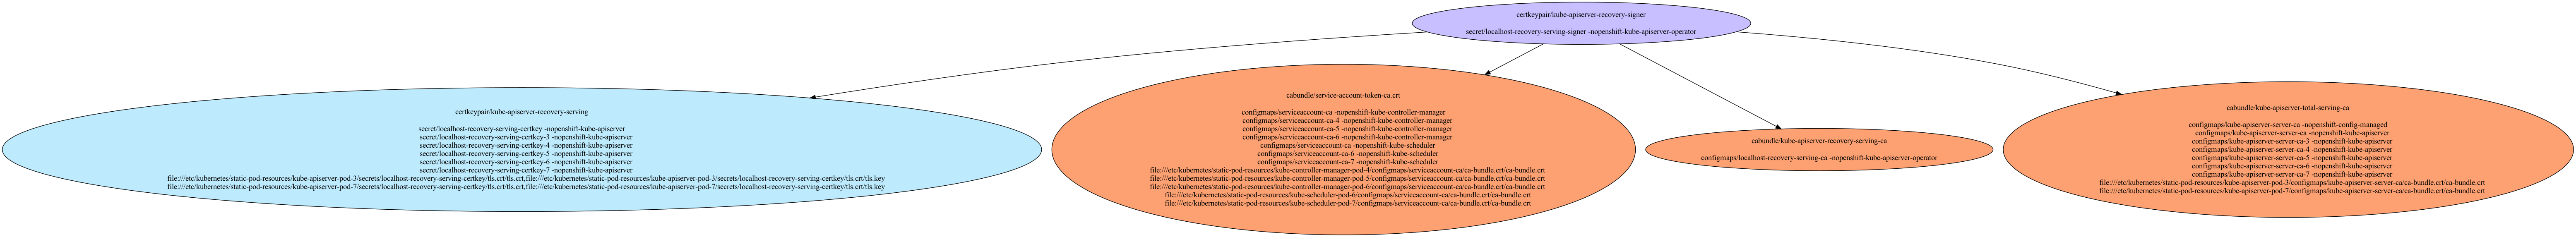 certkeypair/kube-apiserver-recovery-signer
secret/localhost-recovery-serving-signer -nopenshift-kube-apiserver-operator
certkeypair/kube-apiserver-recovery-serving
secret/localhost-recovery-serving-certkey -nopenshift-kube-apiserver
secret/localhost-recovery-serving-certkey-3 -nopenshift-kube-apiserver
secret/localhost-recovery-serving-certkey-4 -nopenshift-kube-apiserver
secret/localhost-recovery-serving-certkey-5 -nopenshift-kube-apiserver
secret/localhost-recovery-serving-certkey-6 -nopenshift-kube-apiserver
secret/localhost-recovery-serving-certkey-7 -nopenshift-kube-apiserver
file:///etc/kubernetes/static-pod-resources/kube-apiserver-pod-3/secrets/localhost-recovery-serving-certkey/tls.crt/tls.crt,file:///etc/kubernetes/static-pod-resources/kube-apiserver-pod-3/secrets/localhost-recovery-serving-certkey/tls.crt/tls.key
file:///etc/kubernetes/static-pod-resources/kube-apiserver-pod-7/secrets/localhost-recovery-serving-certkey/tls.crt/tls.crt,file:///etc/kubernetes/static-pod-resources/kube-apiserver-pod-7/secrets/localhost-recovery-serving-certkey/tls.crt/tls.key
cabundle/service-account-token-ca.crt
configmaps/serviceaccount-ca -nopenshift-kube-controller-manager
configmaps/serviceaccount-ca-4 -nopenshift-kube-controller-manager
configmaps/serviceaccount-ca-5 -nopenshift-kube-controller-manager
configmaps/serviceaccount-ca-6 -nopenshift-kube-controller-manager
configmaps/serviceaccount-ca -nopenshift-kube-scheduler
configmaps/serviceaccount-ca-6 -nopenshift-kube-scheduler
configmaps/serviceaccount-ca-7 -nopenshift-kube-scheduler
file:///etc/kubernetes/static-pod-resources/kube-controller-manager-pod-4/configmaps/serviceaccount-ca/ca-bundle.crt/ca-bundle.crt
file:///etc/kubernetes/static-pod-resources/kube-controller-manager-pod-5/configmaps/serviceaccount-ca/ca-bundle.crt/ca-bundle.crt
file:///etc/kubernetes/static-pod-resources/kube-controller-manager-pod-6/configmaps/serviceaccount-ca/ca-bundle.crt/ca-bundle.crt
file:///etc/kubernetes/static-pod-resources/kube-scheduler-pod-6/configmaps/serviceaccount-ca/ca-bundle.crt/ca-bundle.crt
file:///etc/kubernetes/static-pod-resources/kube-scheduler-pod-7/configmaps/serviceaccount-ca/ca-bundle.crt/ca-bundle.crt
cabundle/kube-apiserver-recovery-serving-ca
configmaps/localhost-recovery-serving-ca -nopenshift-kube-apiserver-operator
cabundle/kube-apiserver-total-serving-ca
configmaps/kube-apiserver-server-ca -nopenshift-config-managed
configmaps/kube-apiserver-server-ca -nopenshift-kube-apiserver
configmaps/kube-apiserver-server-ca-3 -nopenshift-kube-apiserver
configmaps/kube-apiserver-server-ca-4 -nopenshift-kube-apiserver
configmaps/kube-apiserver-server-ca-5 -nopenshift-kube-apiserver
configmaps/kube-apiserver-server-ca-6 -nopenshift-kube-apiserver
configmaps/kube-apiserver-server-ca-7 -nopenshift-kube-apiserver
file:///etc/kubernetes/static-pod-resources/kube-apiserver-pod-3/configmaps/kube-apiserver-server-ca/ca-bundle.crt/ca-bundle.crt
file:///etc/kubernetes/static-pod-resources/kube-apiserver-pod-7/configmaps/kube-apiserver-server-ca/ca-bundle.crt/ca-bundle.crt